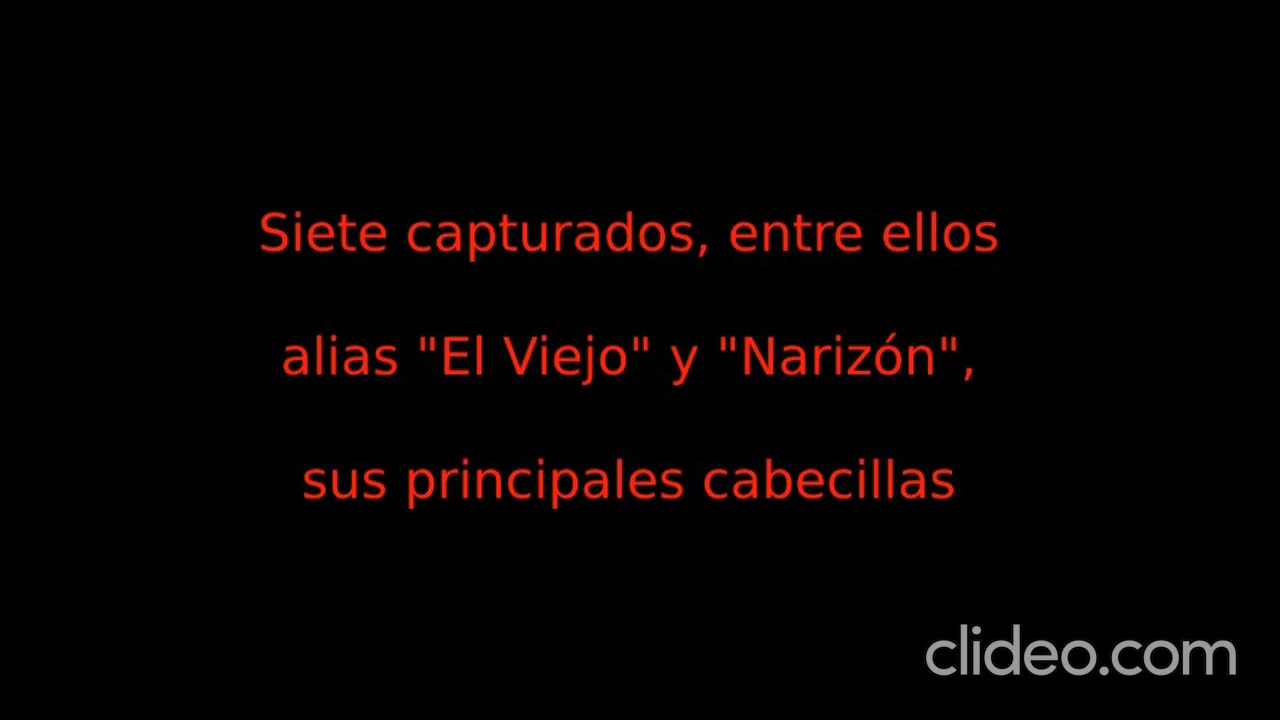 Siete capturados, entre ellos
alias "El Viejo" y "Narizón",
sus principales cabecillas
clideo.com